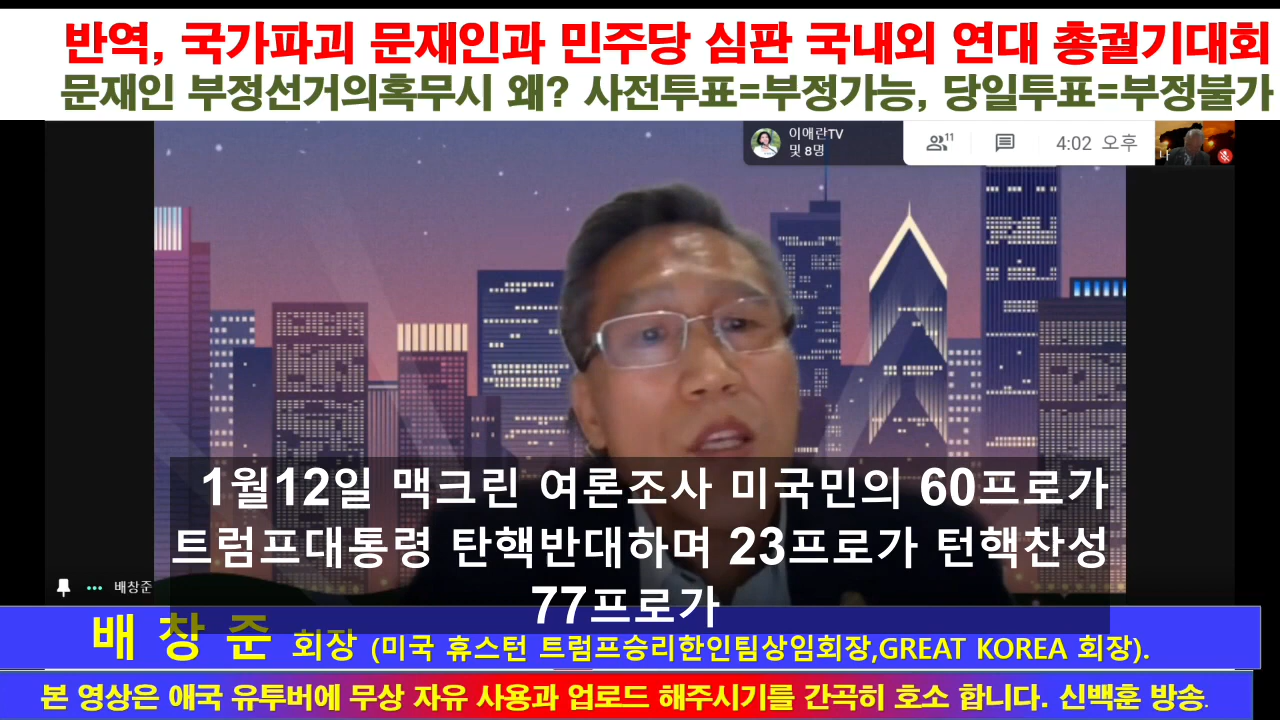 반역, 국가파괴 문재인과 민주당 심판 국내외 연대 총궐기대회
문재인 부정선거의혹무시 왜? 사전투표=부정가능, 당일투표=부정불가
이애란TV
및 8명
11
4:02 오후
나
1월12일 맥크린 여론조사 미국민의 60프로가
트럼프대통령 탄핵반대하며 23프로가 턴핵찬성
77프로가
배창준
배 창 준 회장 (미국 휴스턴 트럼프승리한인팀상임회장,GREAT KOREA 회장).
본 영상은 애국 유투버에 무상 자유 사용과 업로드 해주시기를 간곡히 호소 합니다. 신백훈 방송.